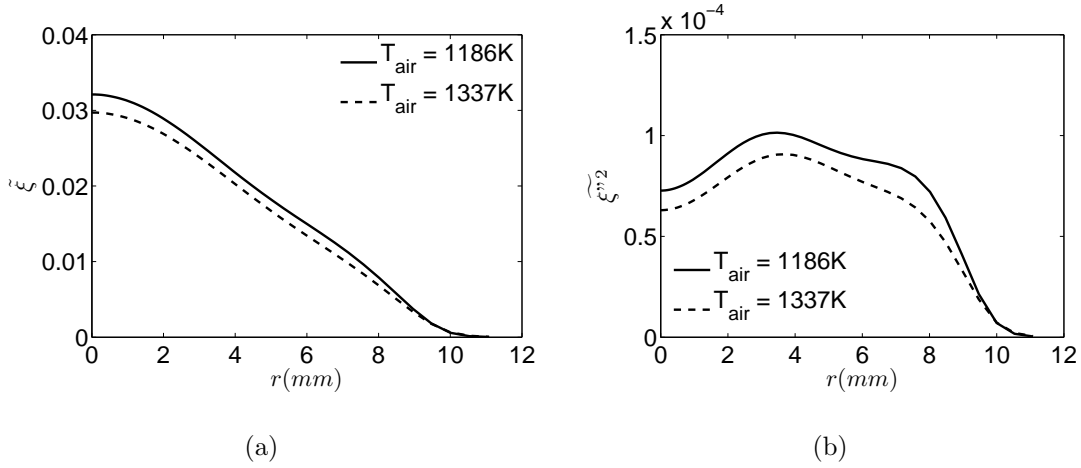 0.04
0.03
0.02
0.01
0
ξ̃
T_air = 1186K
T_air = 1337K
0 2 4 6 8 10 12
r(mm)
(a)
x 10^-4
1.5
1
0.5
0
ξ''^2
T_air = 1186K
T_air = 1337K
0 2 4 6 8 10 12
r(mm)
(b)